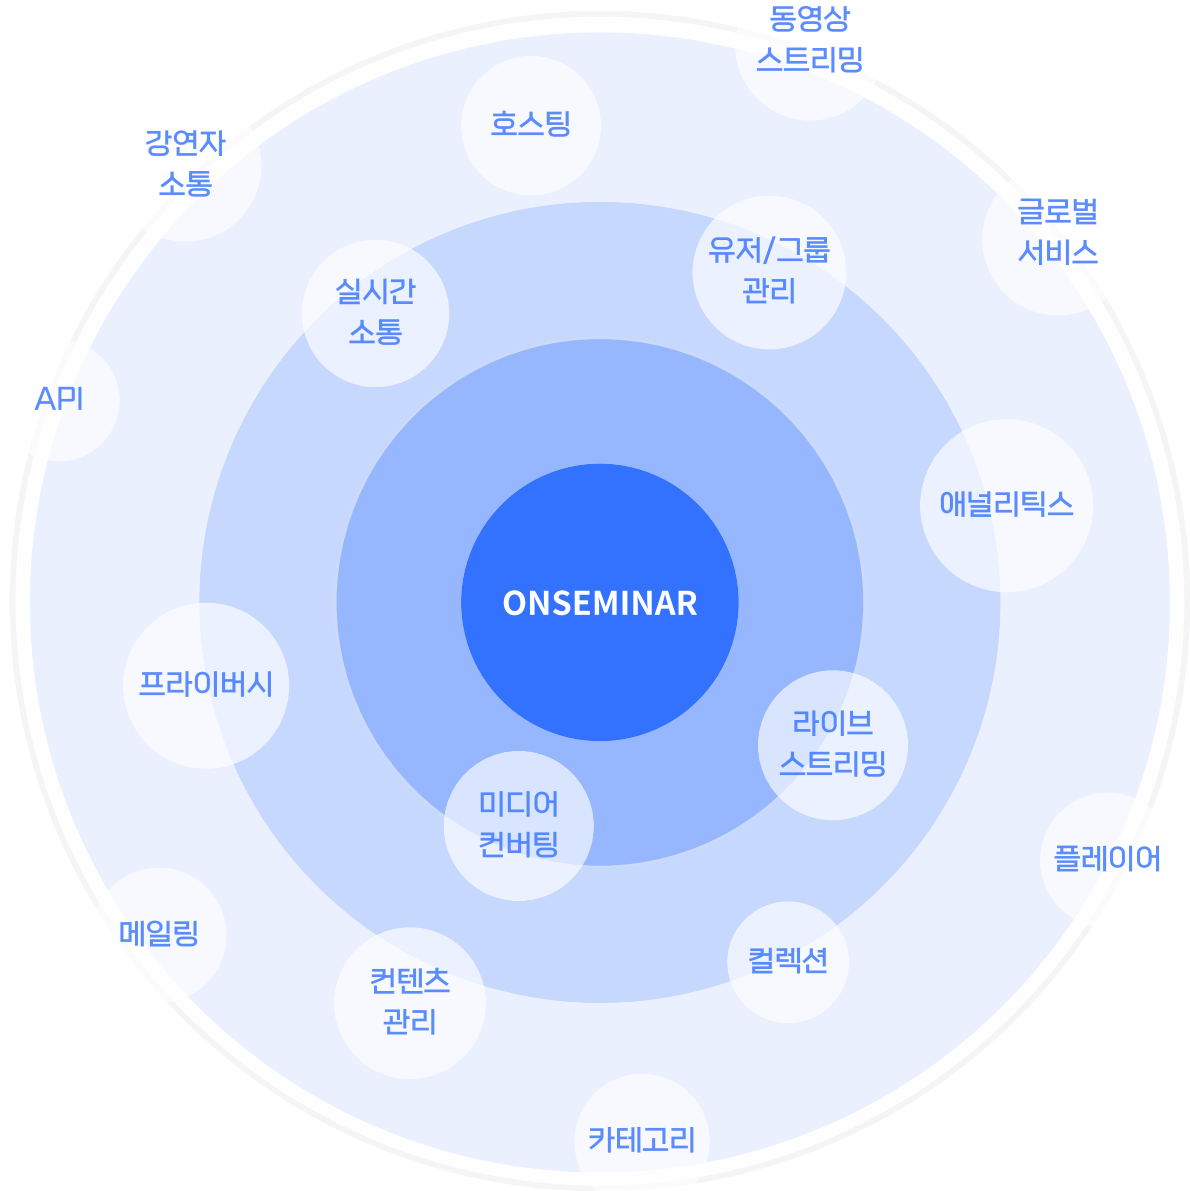 동영상
스트리밍
호스팅
강연자
소통
글로벌
서비스
유저/그룹
관리
실시간
소통
API
애널리틱스
ONSEMINAR
프라이버시
라이브
스트리밍
미디어
컨버팅
플레이어
메일링
컬렉션
컨텐츠
관리
카테고리